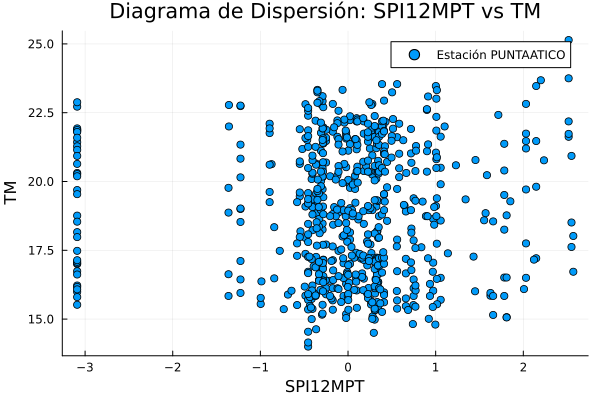 Diagrama de Dispersión: SPI12MPT vs TM
25.0
Estación PUNTAATICO
22.5
TM
20.0
17.5
15.0
−3
−2
−1
0
1
2
SPI12MPT